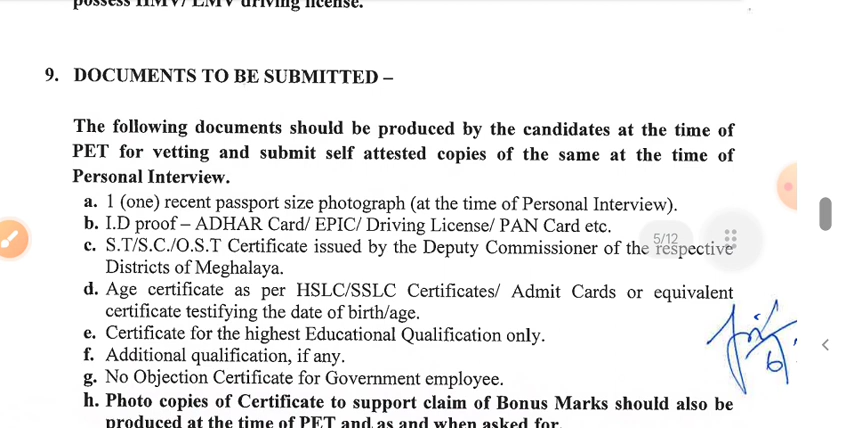 possess HMV/ LMV driving license.
9. DOCUMENTS TO BE SUBMITTED –
The following documents should be produced by the candidates at the time of
PET for vetting and submit self attested copies of the same at the time of
Personal Interview.
a. 1 (one) recent passport size photograph (at the time of Personal Interview).
b. I.D proof – ADHAR Card/ EPIC/ Driving License/ PAN Card etc.
c. S.T/S.C./O.S.T Certificate issued by the Deputy Commissioner of the respective
5/12
Districts of Meghalaya.
d. Age certificate as per HSLC/SSLC Certificates/ Admit Cards or equivalent
certificate testifying the date of birth/age.
e. Certificate for the highest Educational Qualification only.
f. Additional qualification, if any.
g. No Objection Certificate for Government employee.
h. Photo copies of Certificate to support claim of Bonus Marks should also be
produced at the time of PET and as and when asked for.